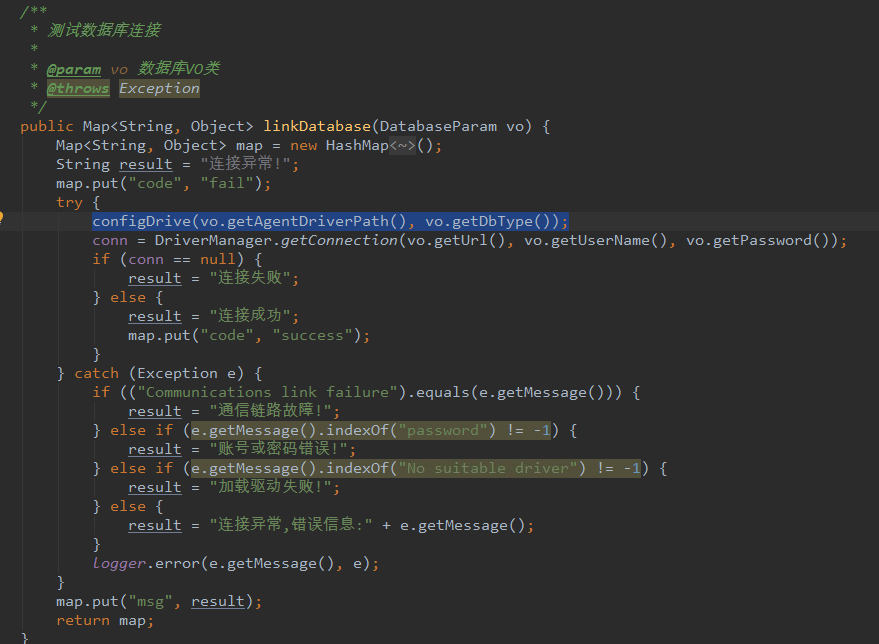 /**
 * 测试数据库连接
 *
 * @param vo 数据库VO类
 * @throws Exception
 */
public Map<String, Object> linkDatabase(DatabaseParam vo) {
    Map<String, Object> map = new HashMap<~>();
    String result = "连接异常!";
    map.put("code", "fail");
    try {
        configDrive(vo.getAgentDriverPath(), vo.getDbType());
        conn = DriverManager.getConnection(vo.getUrl(), vo.getUserName(), vo.getPassword());
        if (conn == null) {
            result = "连接失败";
        } else {
            result = "连接成功";
            map.put("code", "success");
        }
    } catch (Exception e) {
        if (("Communications link failure").equals(e.getMessage())) {
            result = "通信链路故障!";
        } else if (e.getMessage().indexOf("password") != -1) {
            result = "账号或密码错误!";
        } else if (e.getMessage().indexOf("No suitable driver") != -1) {
            result = "加载驱动失败!";
        } else {
            result = "连接异常,错误信息:" + e.getMessage();
        }
        logger.error(e.getMessage(), e);
    }
    map.put("msg", result);
    return map;
}